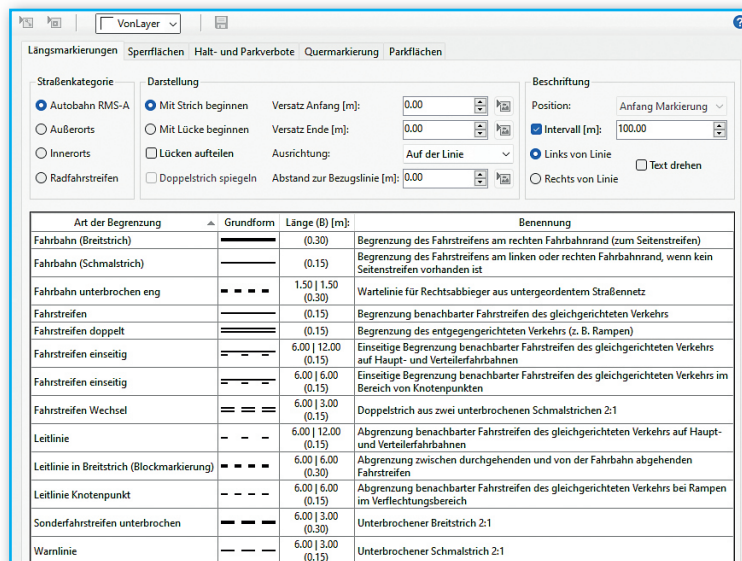 VonLayer
?
Längsmarkierungen Sperrflächen Halt- und Parkverbote Quermarkierung Parkflächen
Straßenkategorie
Autobahn RMS-A
Außerorts
Innerorts
Radfahrstreifen
Darstellung
Mit Strich beginnen Versatz Anfang [m]: 0.00
Mit Lücke beginnen Versatz Ende [m]: 0.00
Lücken aufteilen Ausrichtung: Auf der Linie
Doppelstrich spiegeln Abstand zur Bezugslinie [m]: 0.00
Beschriftung
Position: Anfang Markierung
Intervall [m]: 100.00
Links von Linie
Text drehen
Rechts von Linie
Art der Begrenzung Grundform Länge (B) [m]: Benennung
Fahrbahn (Breitstrich) (0.30) Begrenzung des Fahrstreifens am rechten Fahrbahnrand (zum Seitenstreifen)
Fahrbahn (Schmalstrich) (0.15) Begrenzung des Fahrstreifens am linken oder rechten Fahrbahnrand, wenn kein
Seitenstreifen vorhanden ist
Fahrbahn unterbrochen eng 1.50 | 1.50
(0.30) Wartelinie für Rechtsabbieger aus untergeordentem Straßennetz
Fahrstreifen (0.15) Begrenzung benachbarter Fahrstreifen des gleichgerichteten Verkehrs
Fahrstreifen doppelt (0.15) Begrenzung des entgegengerichteten Verkehrs (z. B. Rampen)
Fahrstreifen einseitig 6.00 | 12.00
(0.15) Einseitige Begrenzung benachbarter Fahrstreifen des gleichgerichteten Verkehrs
auf Haupt- und Verteilerfahrbahnen
Fahrstreifen einseitig 6.00 | 6.00
(0.15) Einseitige Begrenzung benachbarter Fahrstreifen des gleichgerichteten Verkehrs im
Bereich von Knotenpunkten
Fahrstreifen Wechsel 6.00 | 3.00
(0.15) Doppelstrich aus zwei unterbrochenen Schmalstrichen 2:1
Leitlinie 6.00 | 12.00
(0.15) Abgrenzung benachbarter Fahrstreifen des gleichgerichteten Verkehrs auf Haupt-
und Verteilerfahrbahnen
Leitlinie in Breitstrich (Blockmarkierung) 6.00 | 6.00
(0.30) Abgrenzung zwischen durchgehenden und von der Fahrbahn abgehenden
Fahrstreifen
Leitlinie Knotenpunkt 6.00 | 6.00
(0.15) Abgrenzung benachbarter Fahrstreifen des gleichgerichteten Verkehrs bei Rampen
im Verflechtungsbereich
Sonderfahrstreifen unterbrochen 6.00 | 3.00
(0.30) Unterbrochener Breitstrich 2:1
Warnlinie 6.00 | 3.00
(0.15) Unterbrochener Schmalstrich 2:1